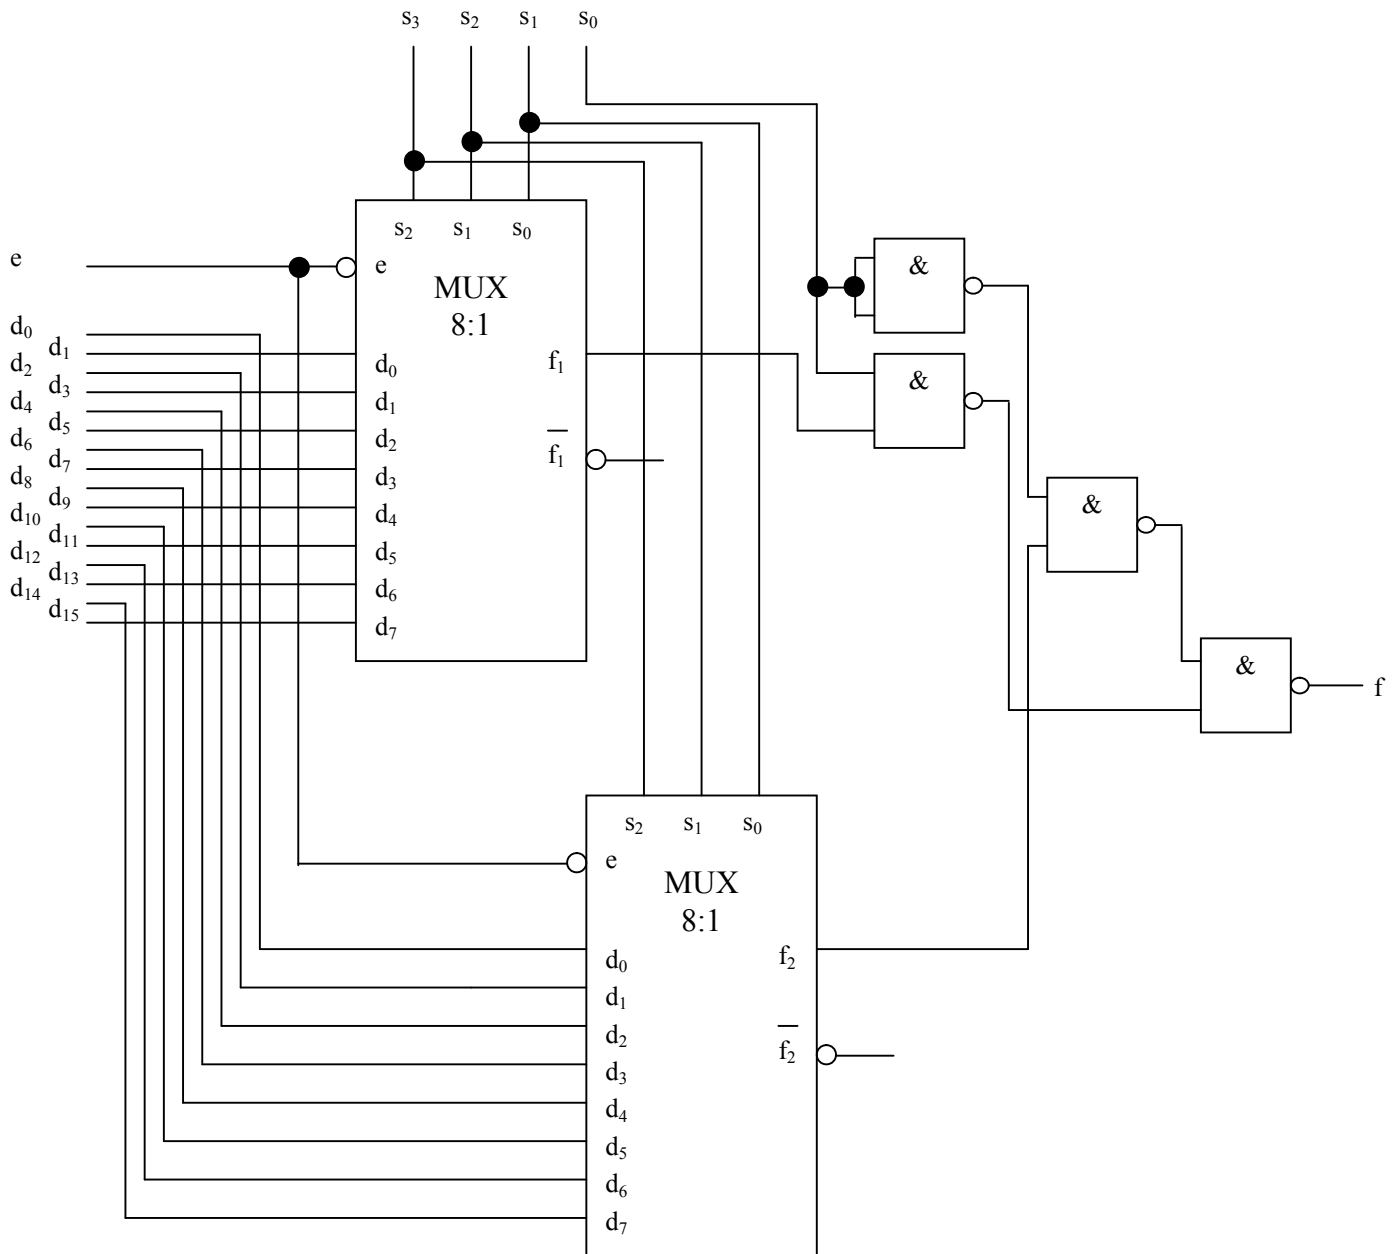 s₃ s₂ s₁ s₀
s₂ s₁ s₀
e
e
MUX
8:1
&
d₀
d₁
d₂
d₃
d₄
d₅
d₆
d₇
d₈
d₉
d₁₀
d₁₁
d₁₂
d₁₃
d₁₄
d₁₅
d₀
d₁
d₂
d₃
d₄
d₅
d₆
d₇
f₁
f̅₁
&
&
&
f
s₂ s₁ s₀
e
MUX
8:1
d₀
d₁
d₂
d₃
d₄
d₅
d₆
d₇
f₂
f̅₂